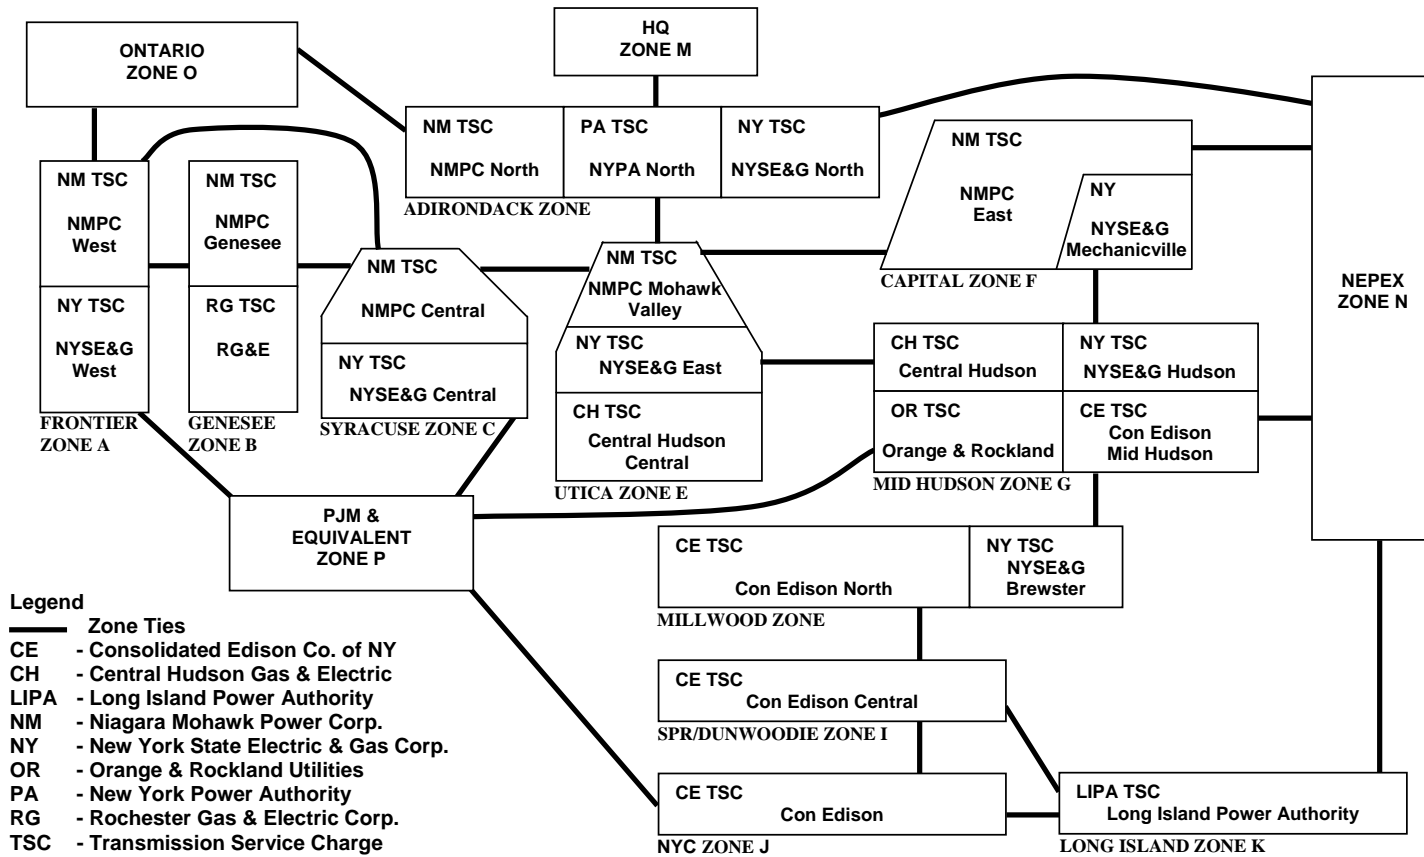 ONTARIO
ZONE O
HQ
ZONE M
NM TSC
NMPC North
PA TSC
NYPA North
NY TSC
NYSE&G North
ADIRONDACK ZONE
NM TSC
NMPC
East
NY
NYSE&G
Mechanicville
CAPITAL ZONE F
NEPEX
ZONE N
NM TSC
NMPC
West
NY TSC
NYSE&G
West
FRONTIER
ZONE A
NM TSC
NMPC
Genesee
RG TSC
RG&E
GENESEE
ZONE B
NM TSC
NMPC Central
NY TSC
NYSE&G Central
SYRACUSE ZONE C
NM TSC
NMPC Mohawk
Valley
NY TSC
NYSE&G East
CH TSC
Central Hudson
Central
UTICA ZONE E
CH TSC
Central Hudson
NY TSC
NYSE&G Hudson
OR TSC
Orange & Rockland
CE TSC
Con Edison
Mid Hudson
MID HUDSON ZONE G
PJM &
EQUIVALENT
ZONE P
CE TSC
Con Edison North
NY TSC
NYSE&G
Brewster
MILLWOOD ZONE
CE TSC
Con Edison Central
SPR/DUNWOODIE ZONE I
CE TSC
Con Edison
NYC ZONE J
LIPA TSC
Long Island Power Authority
LONG ISLAND ZONE K
Legend
Zone Ties
CE - Consolidated Edison Co. of NY
CH - Central Hudson Gas & Electric
LIPA - Long Island Power Authority
NM - Niagara Mohawk Power Corp.
NY - New York State Electric & Gas Corp.
OR - Orange & Rockland Utilities
PA - New York Power Authority
RG - Rochester Gas & Electric Corp.
TSC - Transmission Service Charge